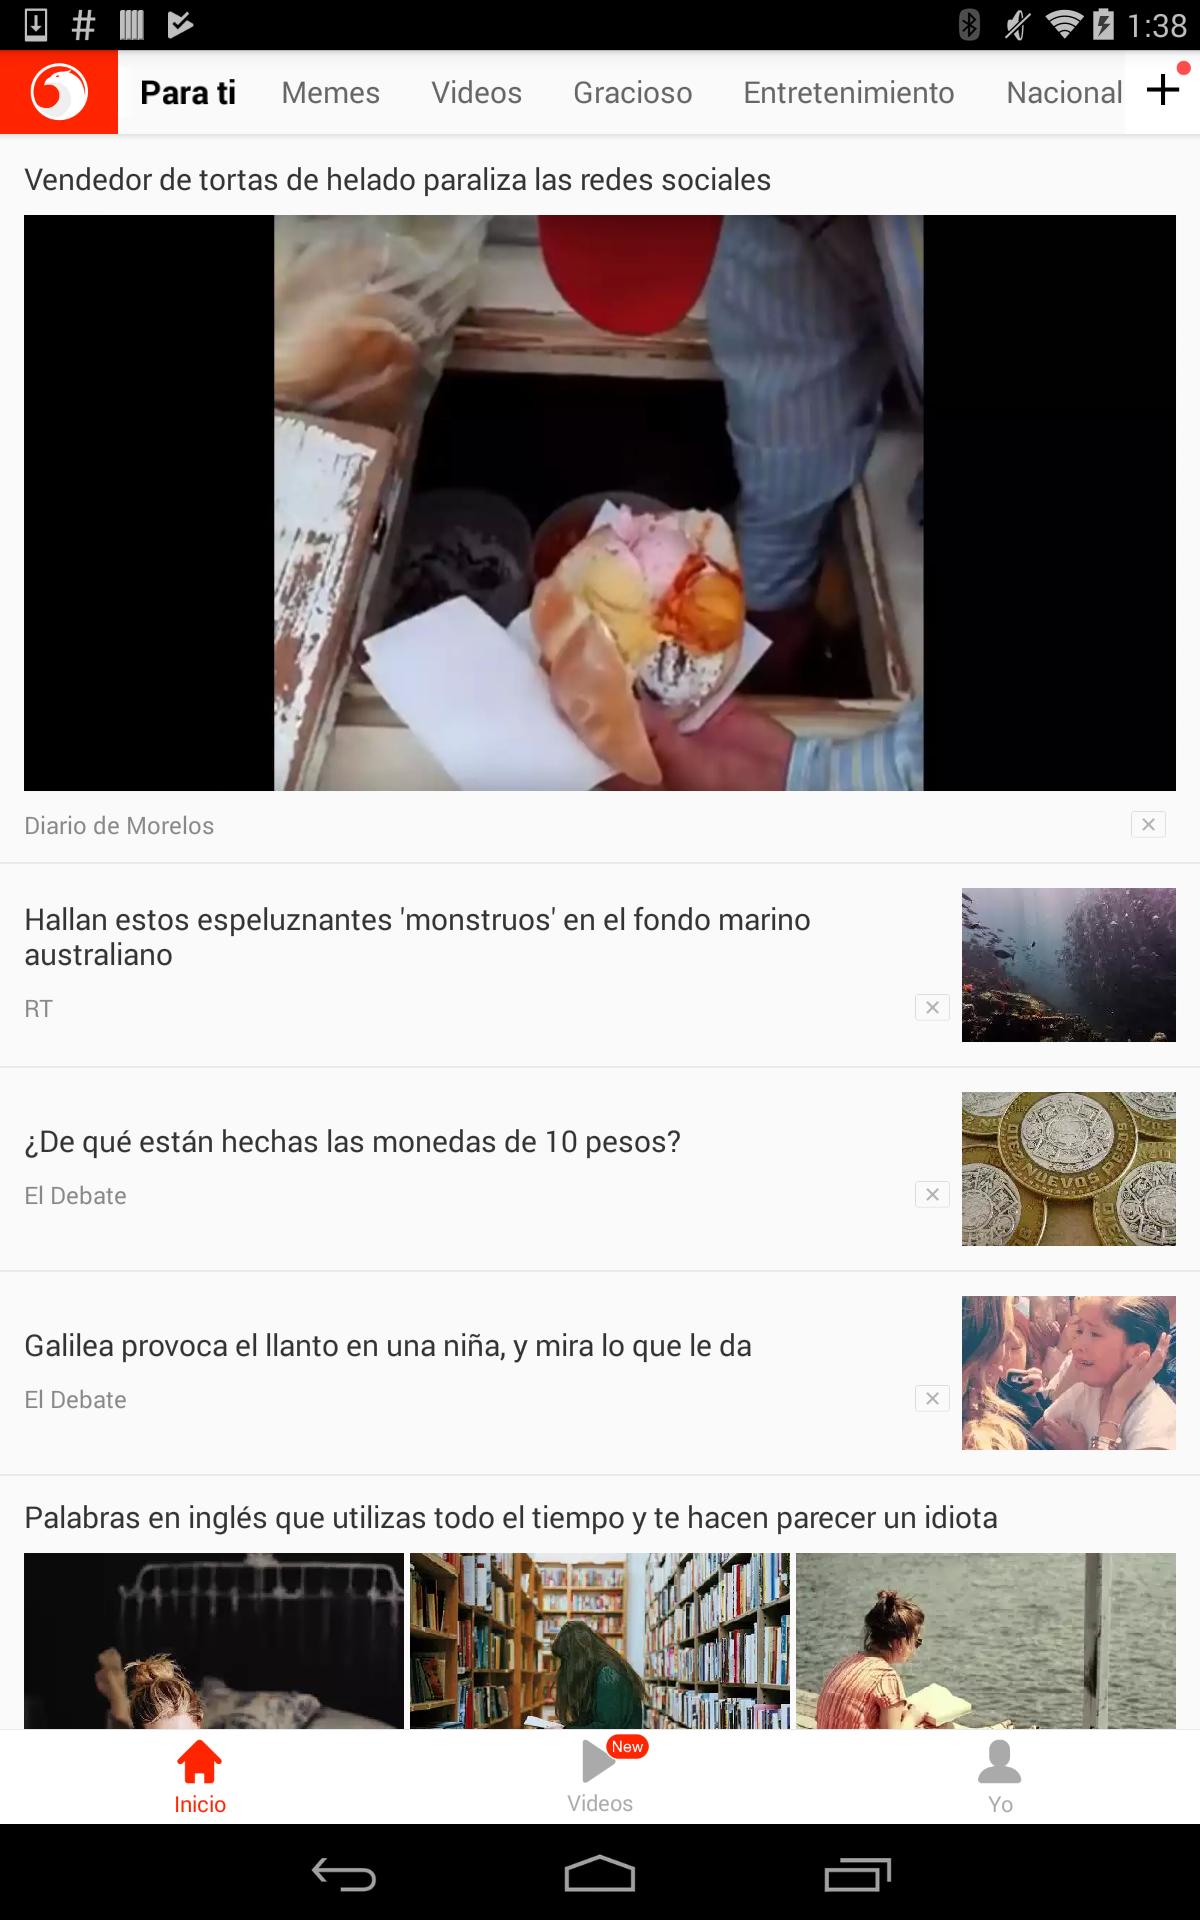 1:38
Para ti Memes Videos Gracioso Entretenimiento Nacional
Vendedor de tortas de helado paraliza las redes sociales
Diario de Morelos
Hallan estos espeluznantes 'monstruos' en el fondo marino
australiano
RT
¿De qué están hechas las monedas de 10 pesos?
El Debate
DIEZ NUEVOS PESOS
Galilea provoca el llanto en una niña, y mira lo que le da
El Debate
Palabras en inglés que utilizas todo el tiempo y te hacen parecer un idiota
New
Inicio Videos Yo